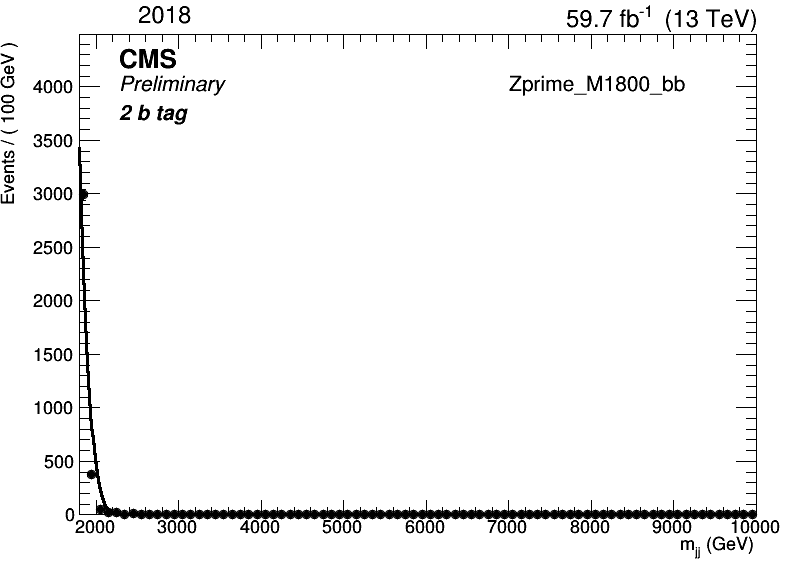 2018
59.7 fb⁻¹ (13 TeV)
CMS
Preliminary
2 b tag
Zprime_M1800_bb
Events / ( 100 GeV )
4000
3500
3000
2500
2000
1500
1000
500
0
2000 3000 4000 5000 6000 7000 8000 9000 10000
m_jj (GeV)